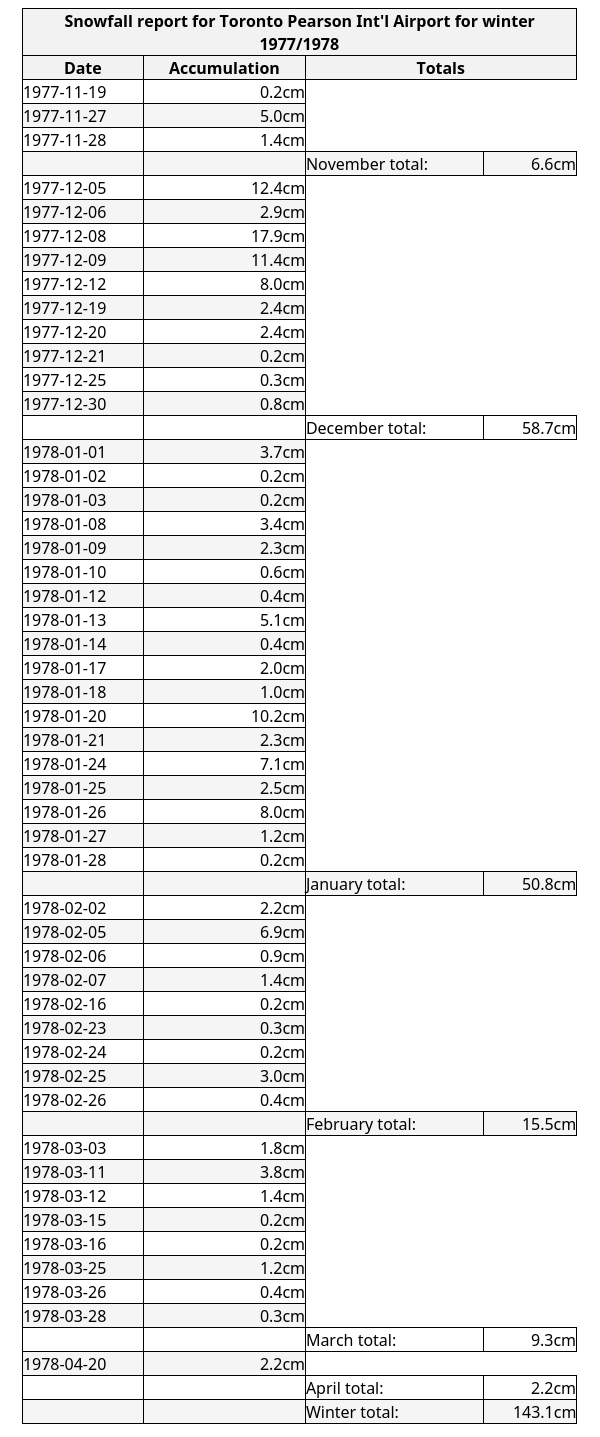 Snowfall report for Toronto Pearson Int'l Airport for winter
1977/1978
Date Accumulation Totals
1977-11-19 0.2cm
1977-11-27 5.0cm
1977-11-28 1.4cm
November total: 6.6cm
1977-12-05 12.4cm
1977-12-06 2.9cm
1977-12-08 17.9cm
1977-12-09 11.4cm
1977-12-12 8.0cm
1977-12-19 2.4cm
1977-12-20 2.4cm
1977-12-21 0.2cm
1977-12-25 0.3cm
1977-12-30 0.8cm
December total: 58.7cm
1978-01-01 3.7cm
1978-01-02 0.2cm
1978-01-03 0.2cm
1978-01-08 3.4cm
1978-01-09 2.3cm
1978-01-10 0.6cm
1978-01-12 0.4cm
1978-01-13 5.1cm
1978-01-14 0.4cm
1978-01-17 2.0cm
1978-01-18 1.0cm
1978-01-20 10.2cm
1978-01-21 2.3cm
1978-01-24 7.1cm
1978-01-25 2.5cm
1978-01-26 8.0cm
1978-01-27 1.2cm
1978-01-28 0.2cm
January total: 50.8cm
1978-02-02 2.2cm
1978-02-05 6.9cm
1978-02-06 0.9cm
1978-02-07 1.4cm
1978-02-16 0.2cm
1978-02-23 0.3cm
1978-02-24 0.2cm
1978-02-25 3.0cm
1978-02-26 0.4cm
February total: 15.5cm
1978-03-03 1.8cm
1978-03-11 3.8cm
1978-03-12 1.4cm
1978-03-15 0.2cm
1978-03-16 0.2cm
1978-03-25 1.2cm
1978-03-26 0.4cm
1978-03-28 0.3cm
March total: 9.3cm
1978-04-20 2.2cm
April total: 2.2cm
Winter total: 143.1cm